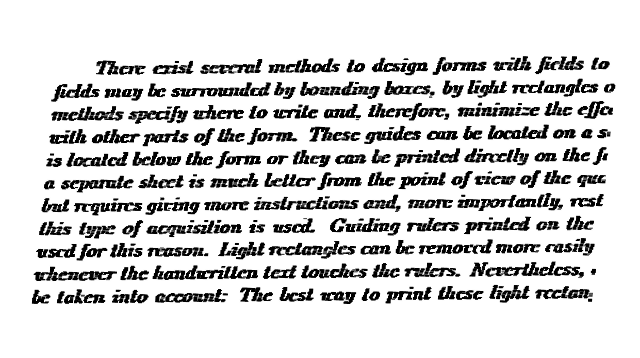 There exist several methods to design forms with fields to
fields may be surrounded by bounding boxes, by light rectangles o
methods specify where to write and, therefore, minimize the effe
with other parts of the form. These guides can be located on a s
is located below the form or they can be printed directly on the f
a separate sheet is much better from the point of view of the qua
but requires giving more instructions and, more importantly, rest
this type of acquisition is used. Guiding rulers printed on the
used for this reason. Light rectangles can be removed more easily
whenever the handwritten text touches the rulers. Nevertheless,
be taken into account: The best way to print these light rectan